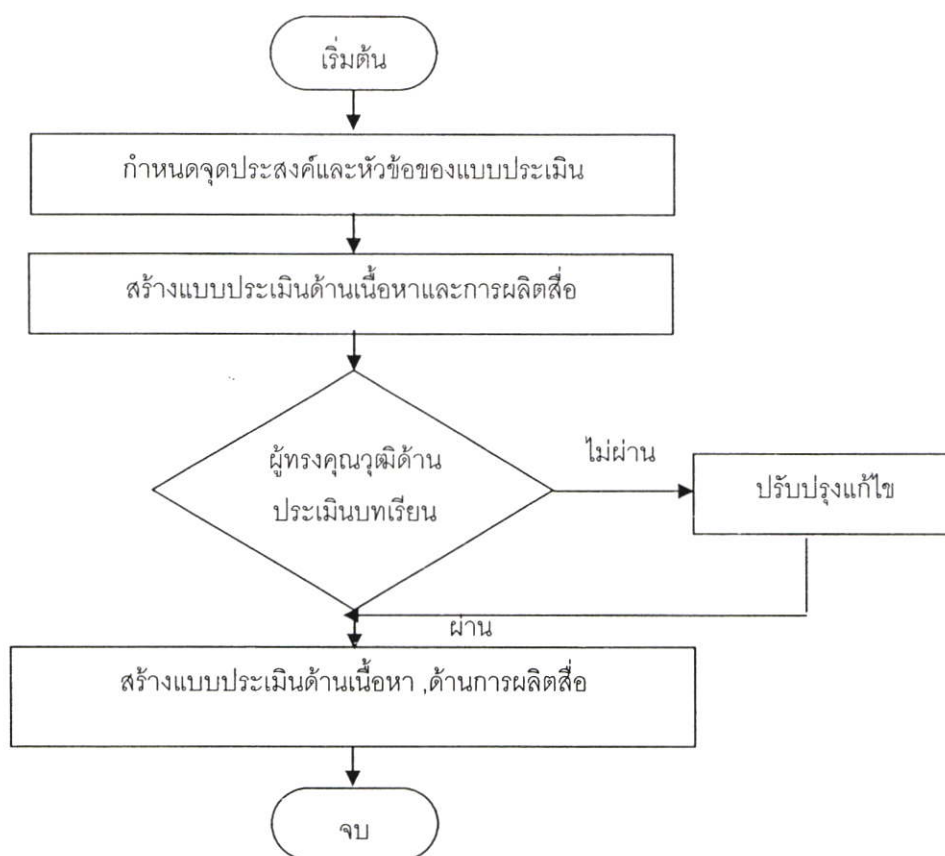 เริ่มต้น
กำหนดจุดประสงค์และหัวข้อของแบบประเมิน
สร้างแบบประเมินด้านเนื้อหาและการผลิตสื่อ
ผู้ทรงคุณวุฒิด้าน
ประเมินบทเรียน
ไม่ผ่าน
ปรับปรุงแก้ไข
ผ่าน
สร้างแบบประเมินด้านเนื้อหา ,ด้านการผลิตสื่อ
จบ